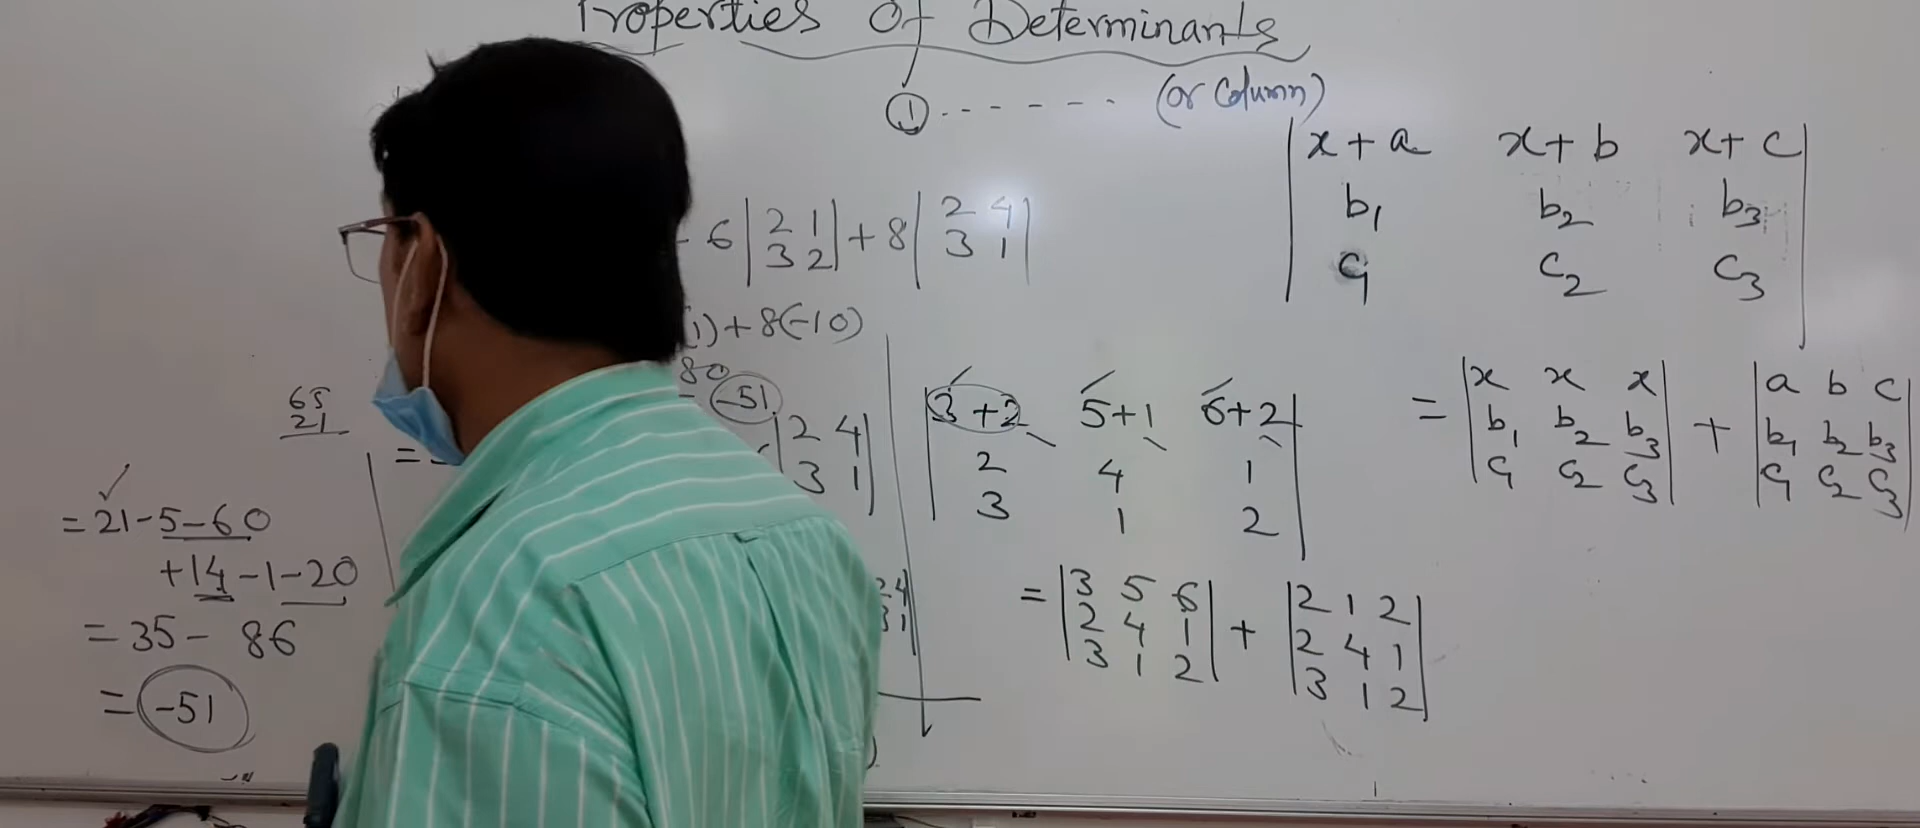 Properties Of Determinants
① - - - - - - (or Column)
| x + a x + b x + c |
| b₁ b₂ b₃ |
| c₁ c₂ c₃ |
- 6 | 2 1 | + 8 | 2 4 |
| 3 2 | | 3 1 |
1) + 8(-10)
80
-51
| 2 4 |
| 3 1 |
| 3 + 2 5 + 1 6 + 2 |
| 2 4 1 |
| 3 1 2 |
= | 3 5 6 | + | 2 1 2 |
| 2 4 1 | | 2 4 1 |
| 3 1 2 | | 3 1 2 |
= | x x x | + | a b c |
| b₁ b₂ b₃ | | b₁ b₂ b₃ |
| c₁ c₂ c₃ | | c₁ c₂ c₃ |
65
21
= 21 - 5 - 60
+ 14 - 1 - 20
= 35 - 86
= -51
=
2 4 |
3 1 |